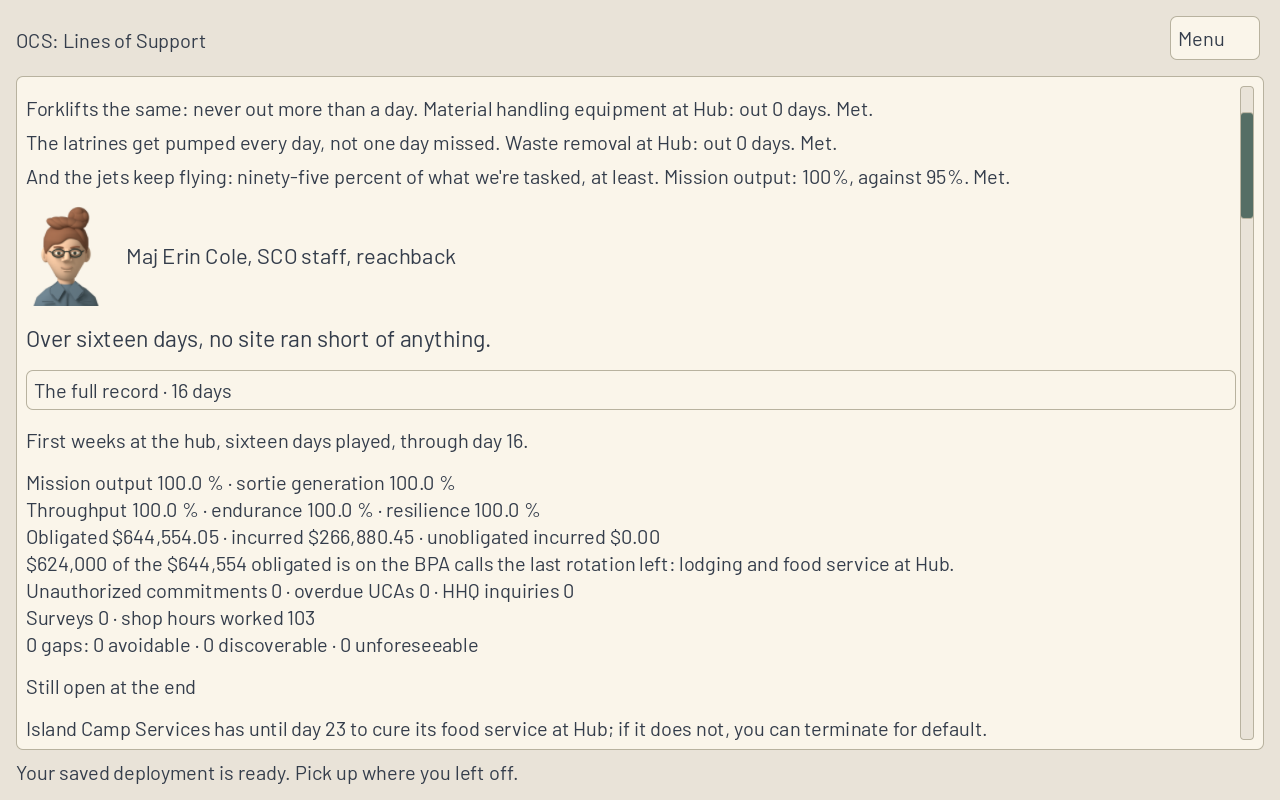 OCS: Lines of Support
Menu
Forklifts the same: never out more than a day. Material handling equipment at Hub: out 0 days. Met.
The latrines get pumped every day, not one day missed. Waste removal at Hub: out 0 days. Met.
And the jets keep flying: ninety-five percent of what we're tasked, at least. Mission output: 100%, against 95%. Met.
Maj Erin Cole, SCO staff, reachback
Over sixteen days, no site ran short of anything.
The full record · 16 days
First weeks at the hub, sixteen days played, through day 16.
Mission output 100.0 % · sortie generation 100.0 %
Throughput 100.0 % · endurance 100.0 % · resilience 100.0 %
Obligated $644,554.05 · incurred $266,880.45 · unobligated incurred $0.00
$624,000 of the $644,554 obligated is on the BPA calls the last rotation left: lodging and food service at Hub.
Unauthorized commitments 0 · overdue UCAs 0 · HHQ inquiries 0
Surveys 0 · shop hours worked 103
0 gaps: 0 avoidable · 0 discoverable · 0 unforeseeable
Still open at the end
Island Camp Services has until day 23 to cure its food service at Hub; if it does not, you can terminate for default.
Your saved deployment is ready. Pick up where you left off.